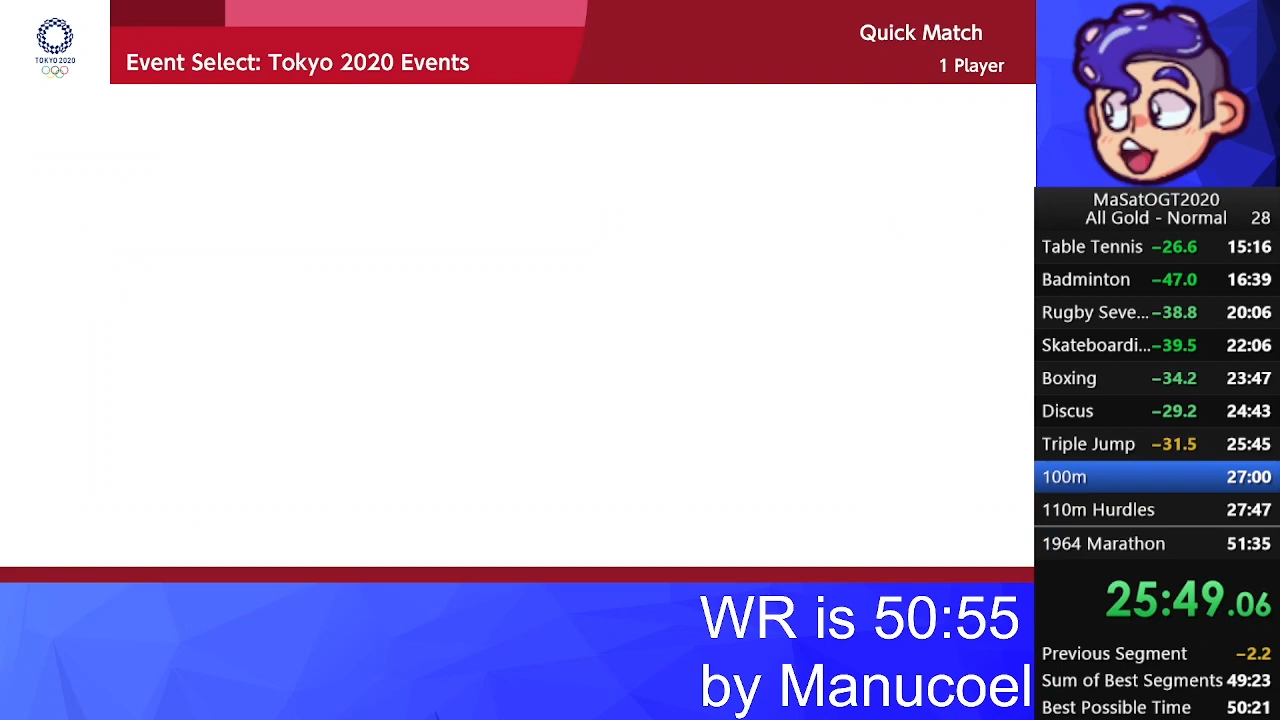 TOKYO 2020
Event Select: Tokyo 2020 Events
Quick Match
1 Player
MaSatOGT2020
All Gold - Normal 28
Table Tennis -26.6 15:16
Badminton -47.0 16:39
Rugby Seve... -38.8 20:06
Skateboardi... -39.5 22:06
Boxing -34.2 23:47
Discus -29.2 24:43
Triple Jump -31.5 25:45
100m 27:00
110m Hurdles 27:47
1964 Marathon 51:35
25:49.06
Previous Segment -2.2
Sum of Best Segments 49:23
Best Possible Time 50:21
WR is 50:55
by Manucoel